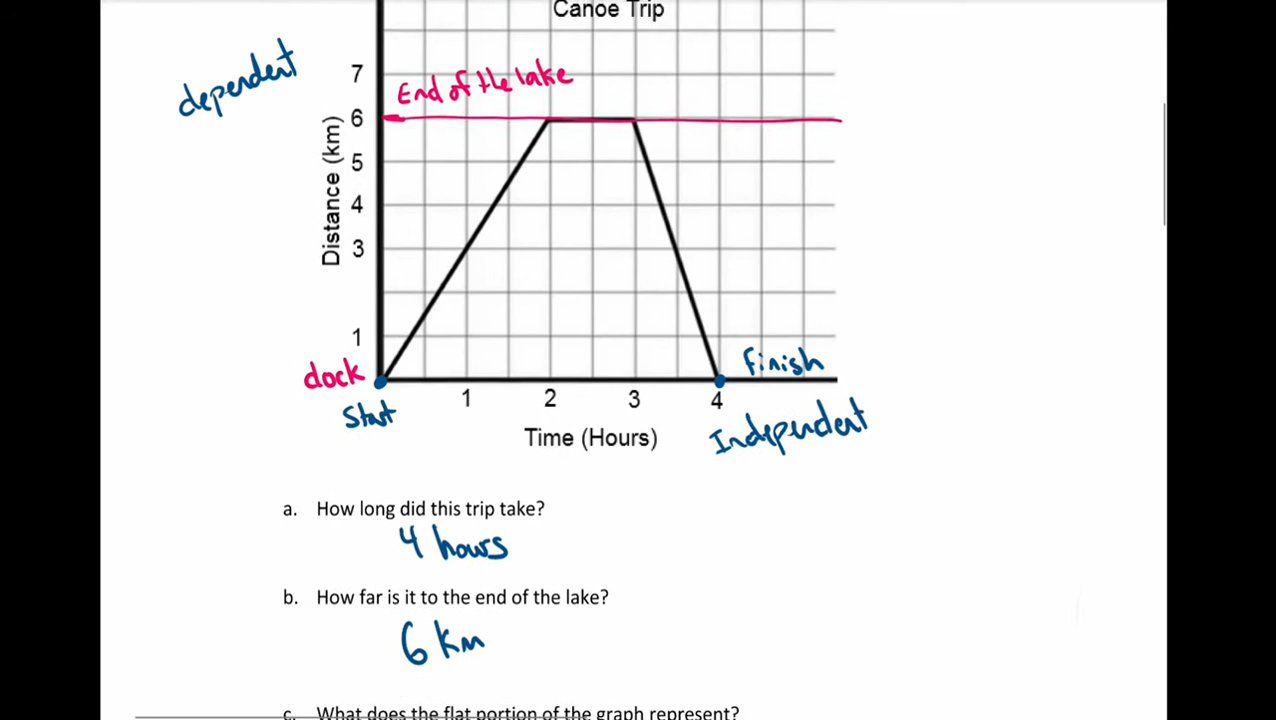 Canoe Trip
dependent
7
End of the lake
6
5
4
3
1
Distance (km)
dock
Start
finish
1 2 3 4
Time (Hours)
Independent
a. How long did this trip take?
4 hours
b. How far is it to the end of the lake?
6 km
c. What does the flat portion of the graph represent?